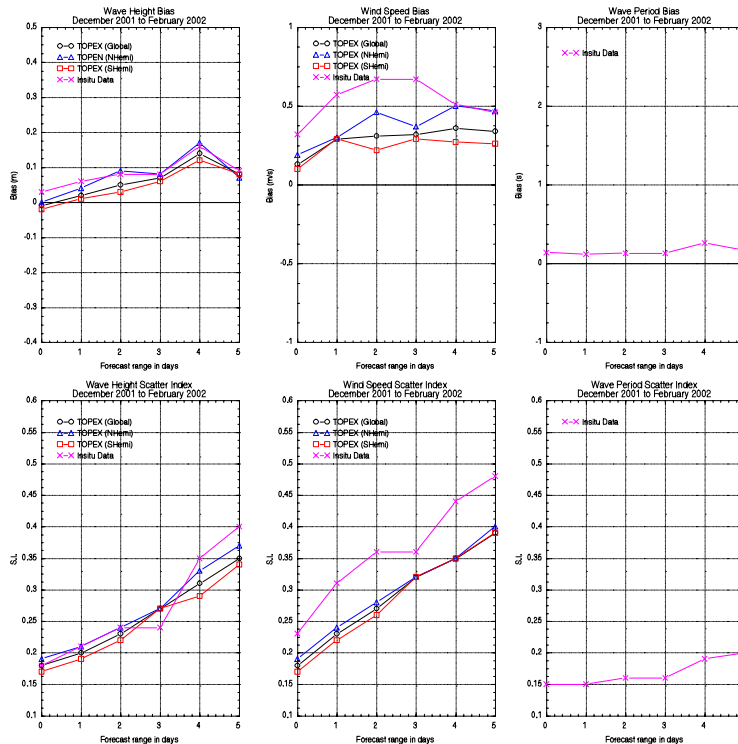 Wave Height Bias
December 2001 to February 2002
0,5
0,4
0,3
0,2
0,1
0
-0,1
-0,2
-0,3
-0,4
Bias (m)
TOPEX (Global)
TOPEN (NHemi)
TOPEX (SHemi)
Insitu Data
0 1 2 3 4 5
Forecast range in days
Wind Speed Bias
December 2001 to February 2002
1
0,5
0
-0,5
-1
Bias (m/s)
TOPEX (Global)
TOPEX (NHemi)
TOPEX (SHemi)
Insitu Data
0 1 2 3 4 5
Forecast range in days
Wave Period Bias
December 2001 to February 2002
3
2
1
0
-1
Bias (s)
Insitu Data
0 1 2 3 4
Forecast range in days
Wave Height Scatter Index
December 2001 to February 2002
0,6
0,55
0,5
0,45
0,4
0,35
0,3
0,25
0,2
0,15
0,1
S.I.
TOPEX (Global)
TOPEX (NHemi)
TOPEX (SHemi)
Insitu Data
0 1 2 3 4 5
Forecast range in days
Wind Speed Scatter Index
December 2001 to February 2002
0,6
0,55
0,5
0,45
0,4
0,35
0,3
0,25
0,2
0,15
0,1
S.I.
TOPEX (Global)
TOPEX (NHemi)
TOPEX (SHemi)
Insitu Data
0 1 2 3 4 5
Forecast range in days
Wave Period Scatter Index
December 2001 to February 2002
0,6
0,55
0,5
0,45
0,4
0,35
0,3
0,25
0,2
0,15
0,1
S.I.
Insitu Data
0 1 2 3 4
Forecast range in days